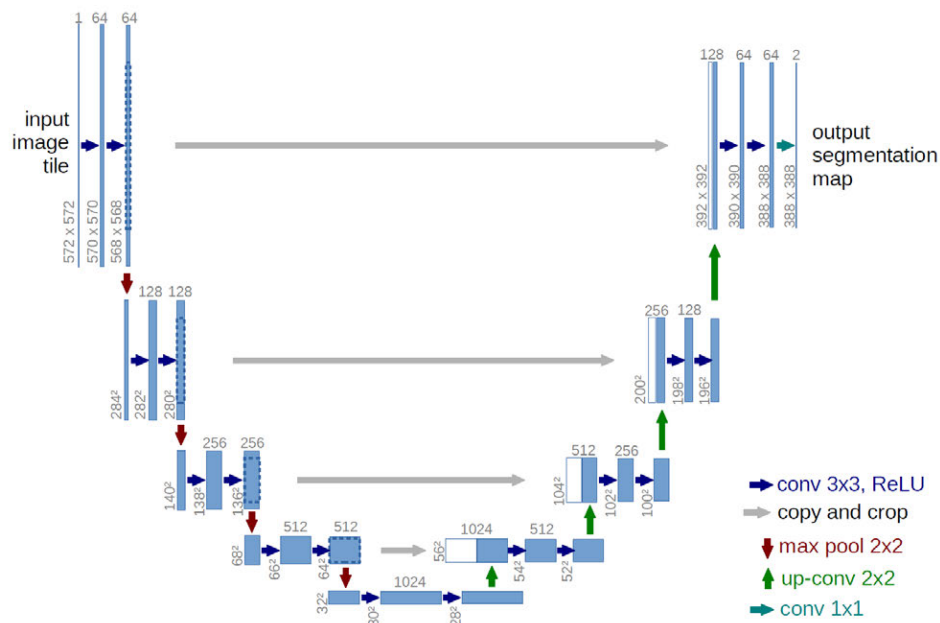 1 64 64
input
image
tile
572 x 572
570 x 570
568 x 568
128 64 64 2
output
segmentation
map
392 x 392
390 x 390
388 x 388
388 x 388
128 128
284²
282²
280²
256 128
200²
198²
196²
256 256
140²
138²
136²
512 256
104²
102²
100²
512 512
68²
66²
64²
1024 512
56²
54²
52²
1024
32²
30²
28²
conv 3x3, ReLU
copy and crop
max pool 2x2
up-conv 2x2
conv 1x1